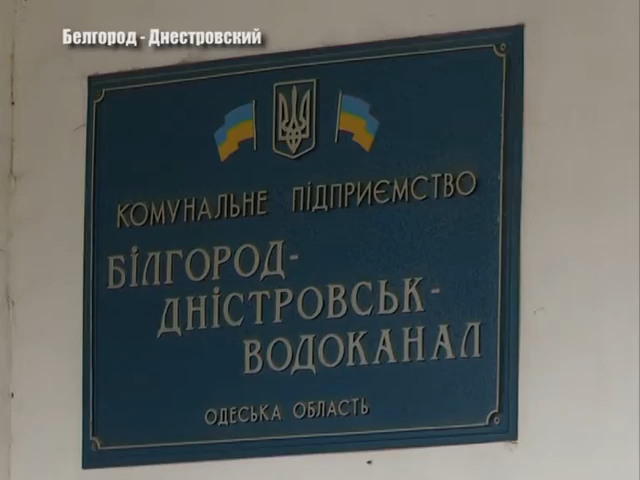 Белгород - Днестровский
КОМУНАЛЬНЕ ПІДПРИЄМСТВО
БІЛГОРОД-
ДНІСТРОВСЬК-
ВОДОКАНАЛ
ОДЕСЬКА ОБЛАСТЬ